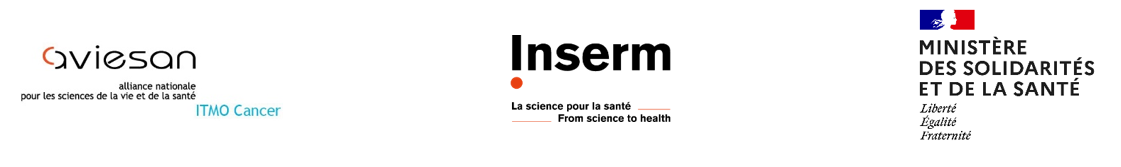 aviesan
alliance nationale
pour les sciences de la vie et de la santé
ITMO Cancer
Inserm
La science pour la santé
From science to health
MINISTÈRE
DES SOLIDARITÉS
ET DE LA SANTÉ
Liberté
Égalité
Fraternité